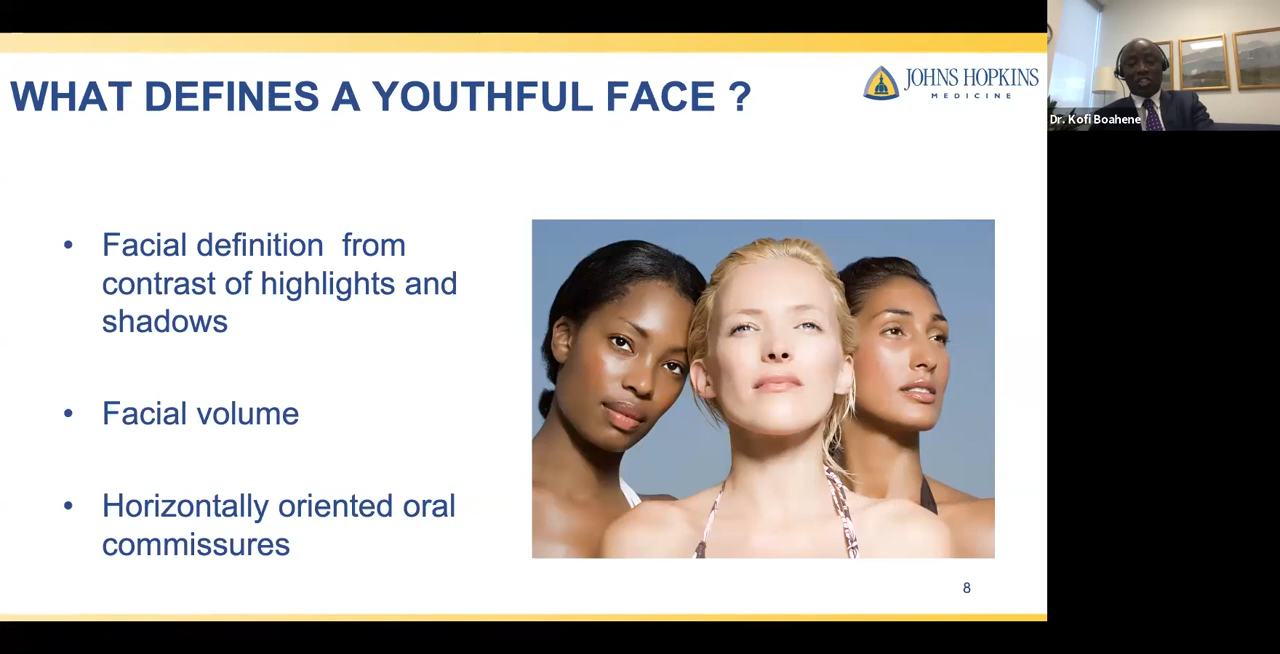 WHAT DEFINES A YOUTHFUL FACE ?
JOHNS HOPKINS
MEDICINE
Dr. Kofi Boahene
• Facial definition  from
contrast of highlights and
shadows
• Facial volume
• Horizontally oriented oral
commissures
8